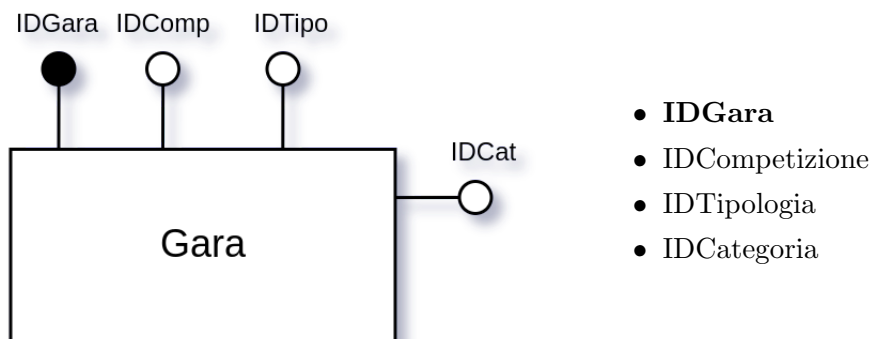 IDGara IDComp IDTipo
IDCat
Gara
• IDGara
• IDCompetizione
• IDTipologia
• IDCategoria